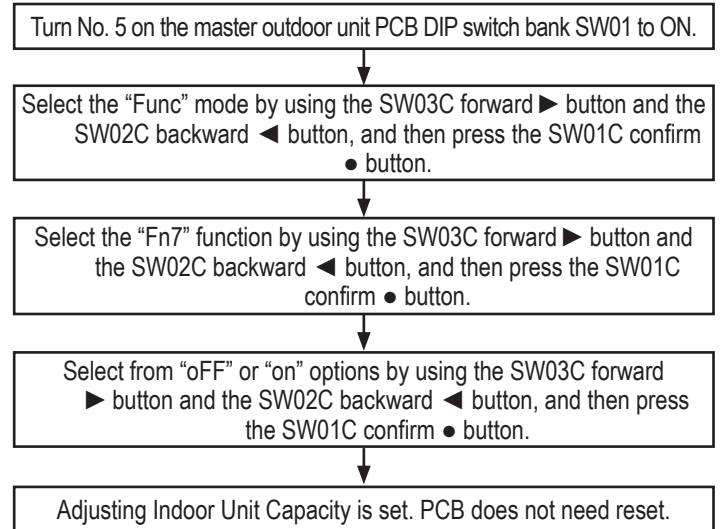 Turn No. 5 on the master outdoor unit PCB DIP switch bank SW01 to ON.
Select the “Func” mode by using the SW03C forward ► button and the
SW02C backward ◄ button, and then press the SW01C confirm
● button.
Select the “Fn7” function by using the SW03C forward ► button and
the SW02C backward ◄ button, and then press the SW01C
confirm ● button.
Select from “oFF” or “on” options by using the SW03C forward
► button and the SW02C backward ◄ button, and then press
the SW01C confirm ● button.
Adjusting Indoor Unit Capacity is set. PCB does not need reset.